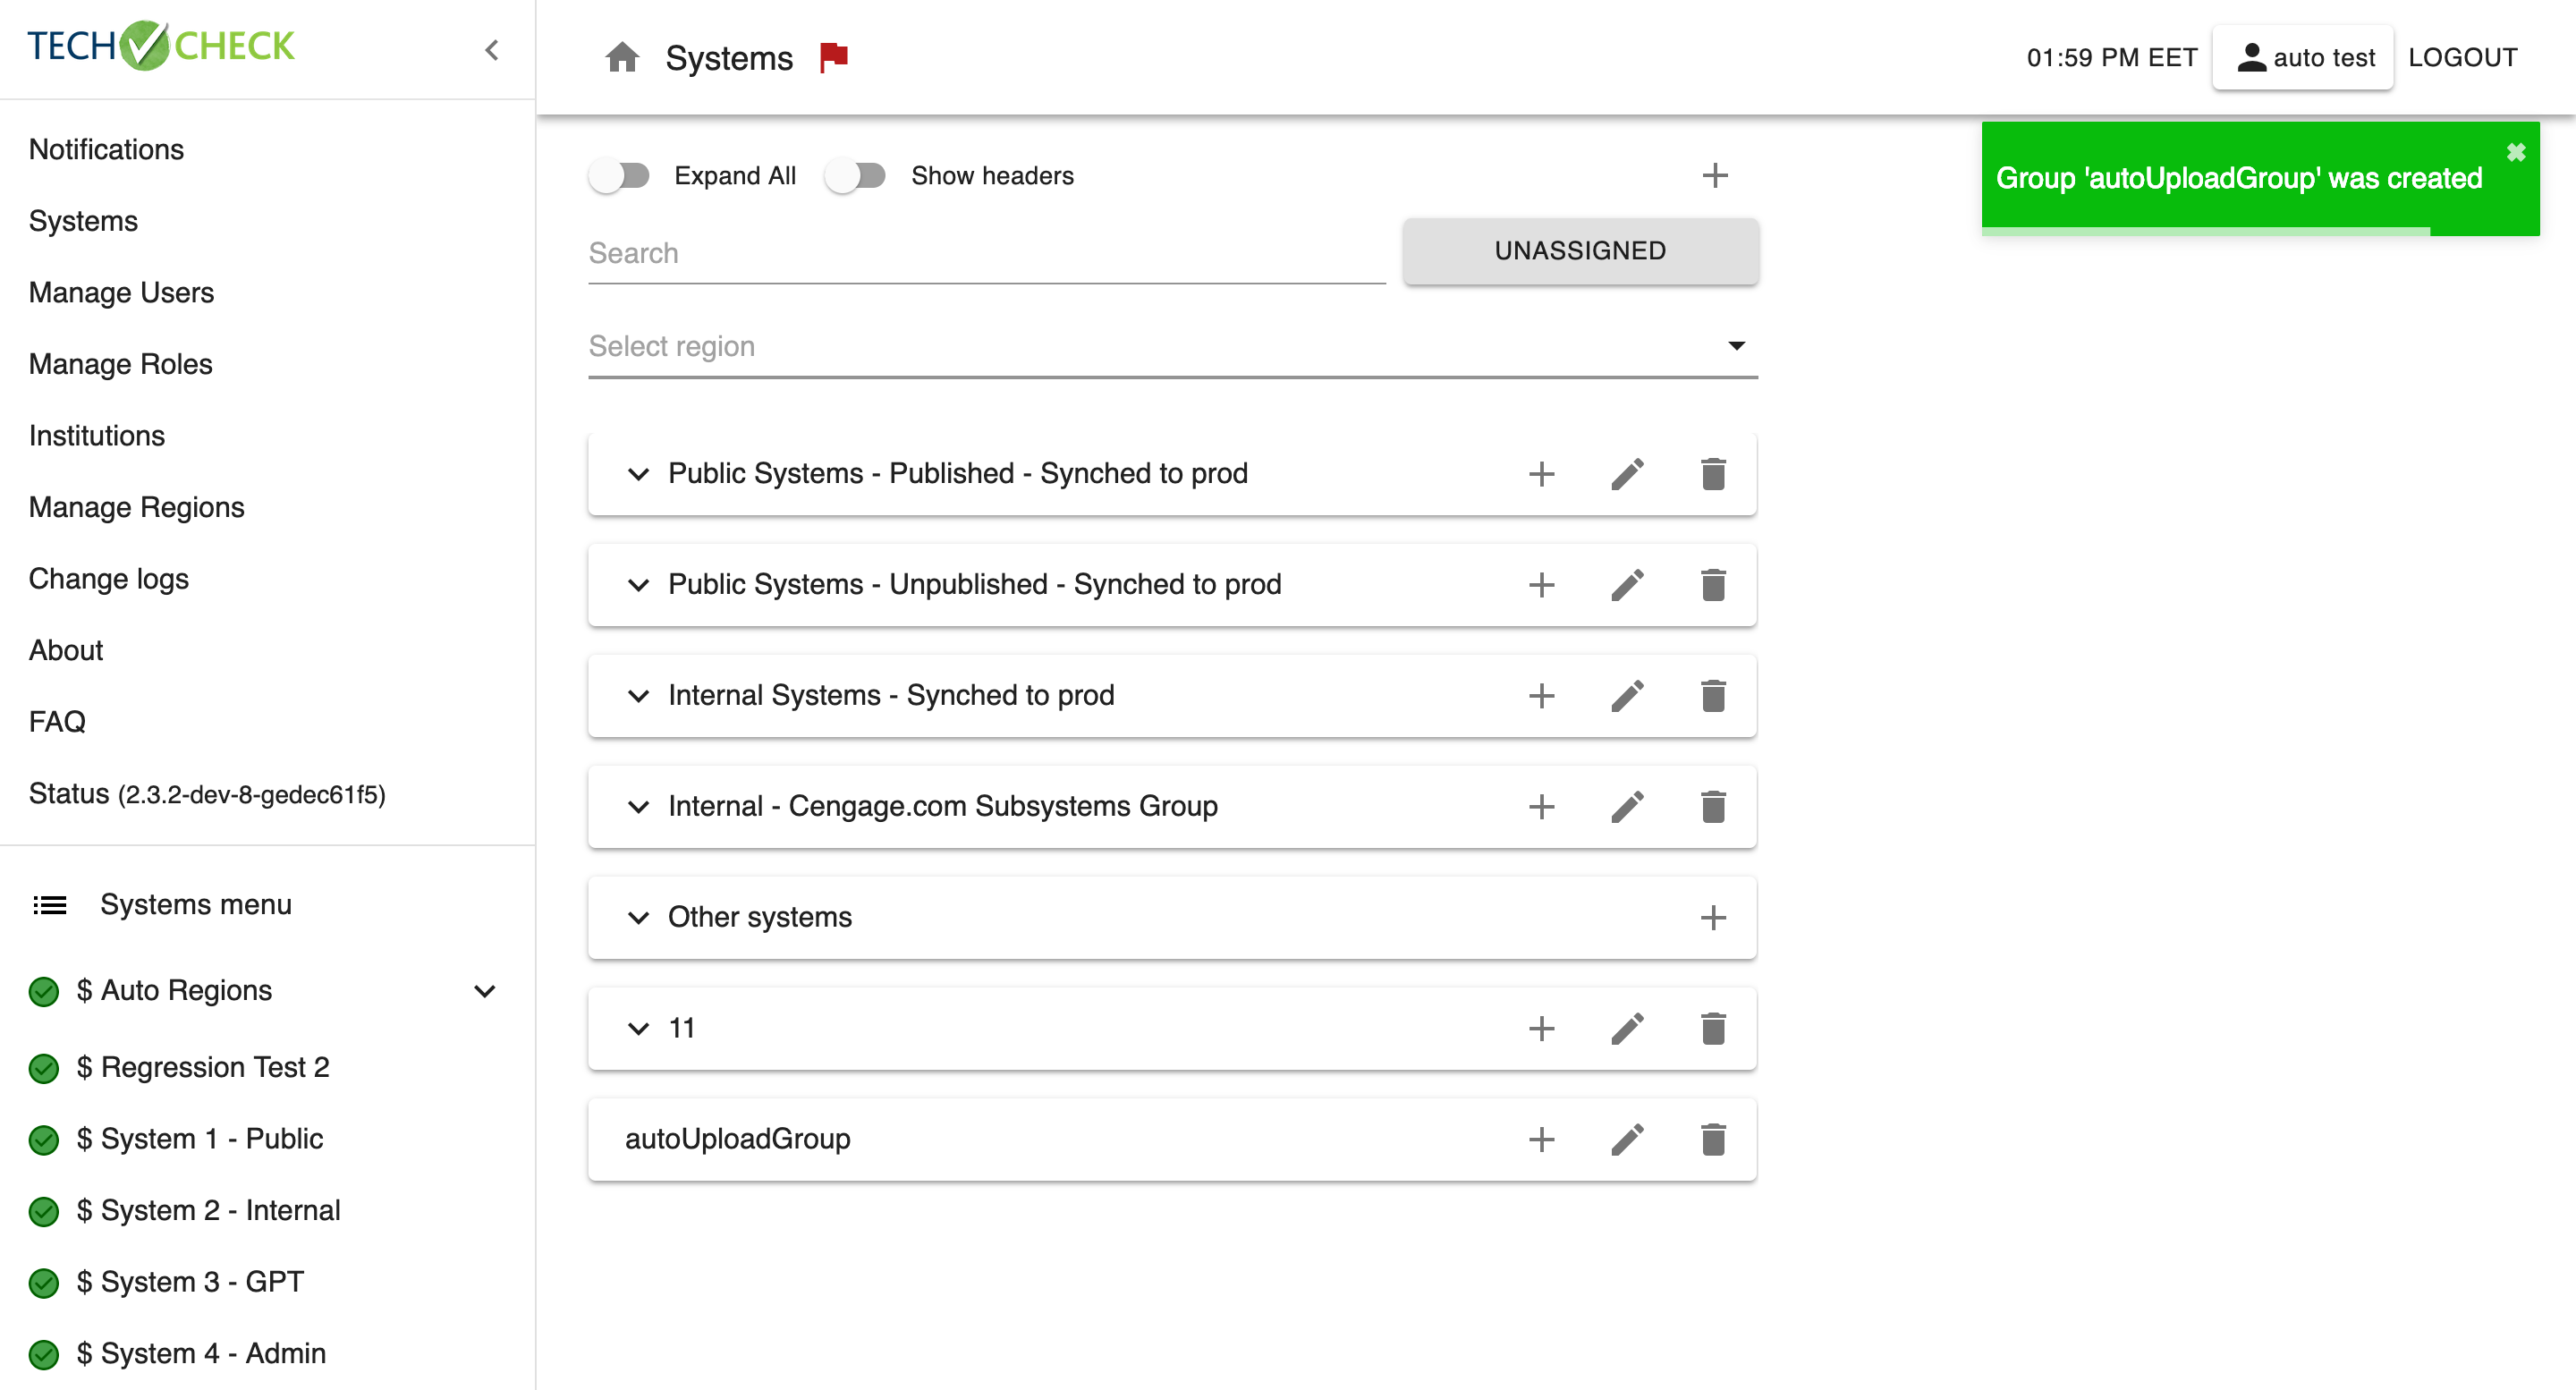 TECH CHECK
Notifications
Systems
Manage Users
Manage Roles
Institutions
Manage Regions
Change logs
About
FAQ
Status (2.3.2-dev-8-gedec61f5)
Systems menu
$ Auto Regions
$ Regression Test 2
$ System 1 - Public
$ System 2 - Internal
$ System 3 - GPT
$ System 4 - Admin
Systems
01:59 PM EET
auto test
LOGOUT
Group 'autoUploadGroup' was created
Expand All
Show headers
Search
UNASSIGNED
Select region
Public Systems - Published - Synched to prod
Public Systems - Unpublished - Synched to prod
Internal Systems - Synched to prod
Internal - Cengage.com Subsystems Group
Other systems
11
autoUploadGroup